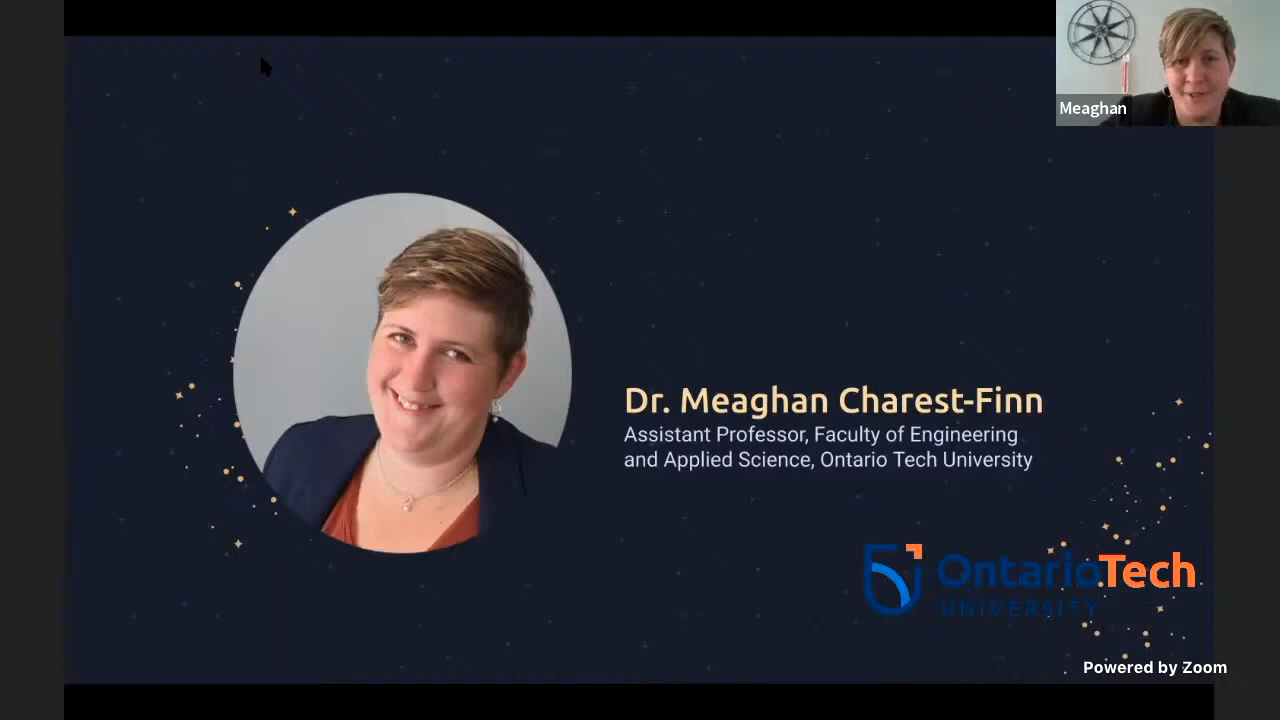 Meaghan
Dr. Meaghan Charest-Finn
Assistant Professor, Faculty of Engineering
and Applied Science, Ontario Tech University
OntarioTech
UNIVERSITY
Powered by Zoom